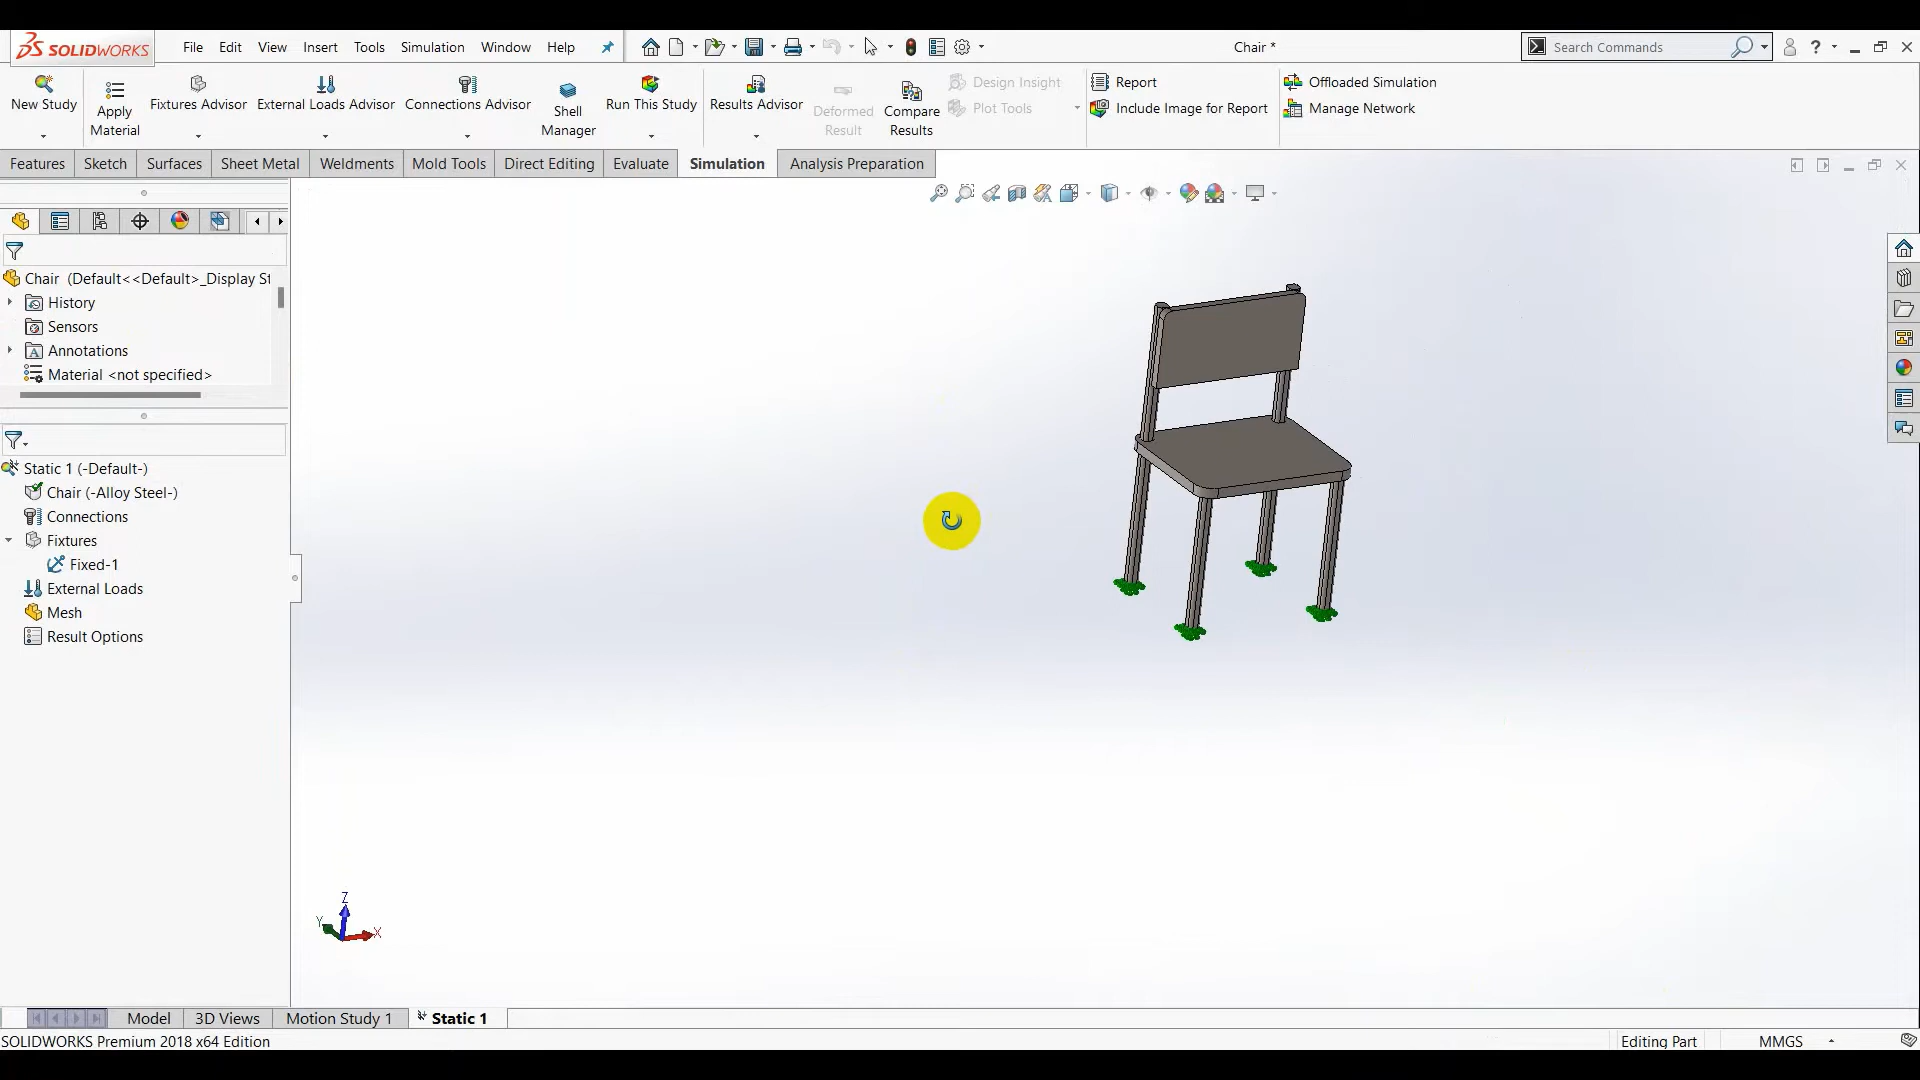 SOLIDWORKS File Edit View Insert Tools Simulation Window Help Chair * Search Commands ?
New Study Apply Material Fixtures Advisor External Loads Advisor Connections Advisor Shell Manager Run This Study Results Advisor Deformed Result Compare Results Design Insight Plot Tools Report Include Image for Report Offloaded Simulation Manage Network
Features Sketch Surfaces Sheet Metal Weldments Mold Tools Direct Editing Evaluate Simulation Analysis Preparation
Chair (Default<<Default>_Display St
History
Sensors
Annotations
Material <not specified>
Static 1 (-Default-)
Chair (-Alloy Steel-)
Connections
Fixtures
Fixed-1
External Loads
Mesh
Result Options
Z
Y
X
Model 3D Views Motion Study 1 Static 1
SOLIDWORKS Premium 2018 x64 Edition Editing Part MMGS